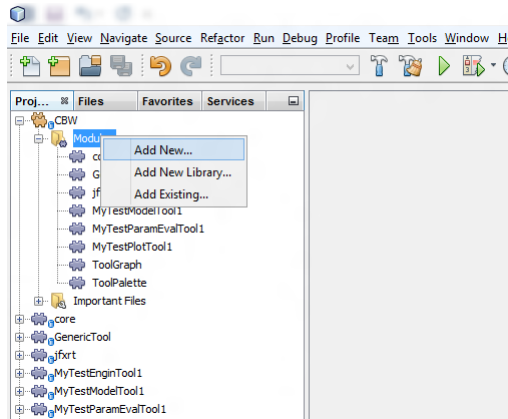 File Edit View Navigate Source Refactor Run Debug Profile Team Tools Window
Proj... Files Favorites Services
CBW
Add New...
Add New Library...
Add Existing...
MyTestModelTool1
MyTestParamEvalTool1
MyTestPlotTool1
ToolGraph
ToolPalette
Important Files
core
GenericTool
jfxrt
MyTestEnginTool1
MyTestModelTool1
MyTestParamEvalTool1